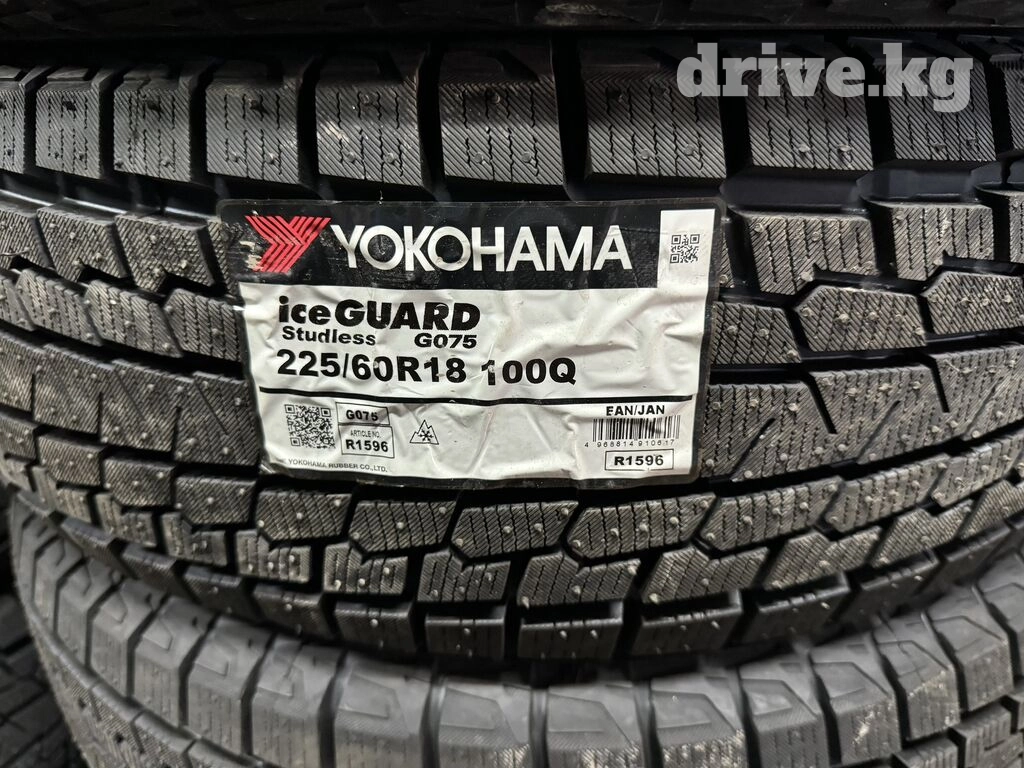 drive.kg
YOKOHAMA
iceGUARD
Studless G075
225/60R18 100Q
G075
ARTICLE NO.
R1596
EAN/JAN
4 968814 910617
R1596
YOKOHAMA RUBBER CO.,LTD.